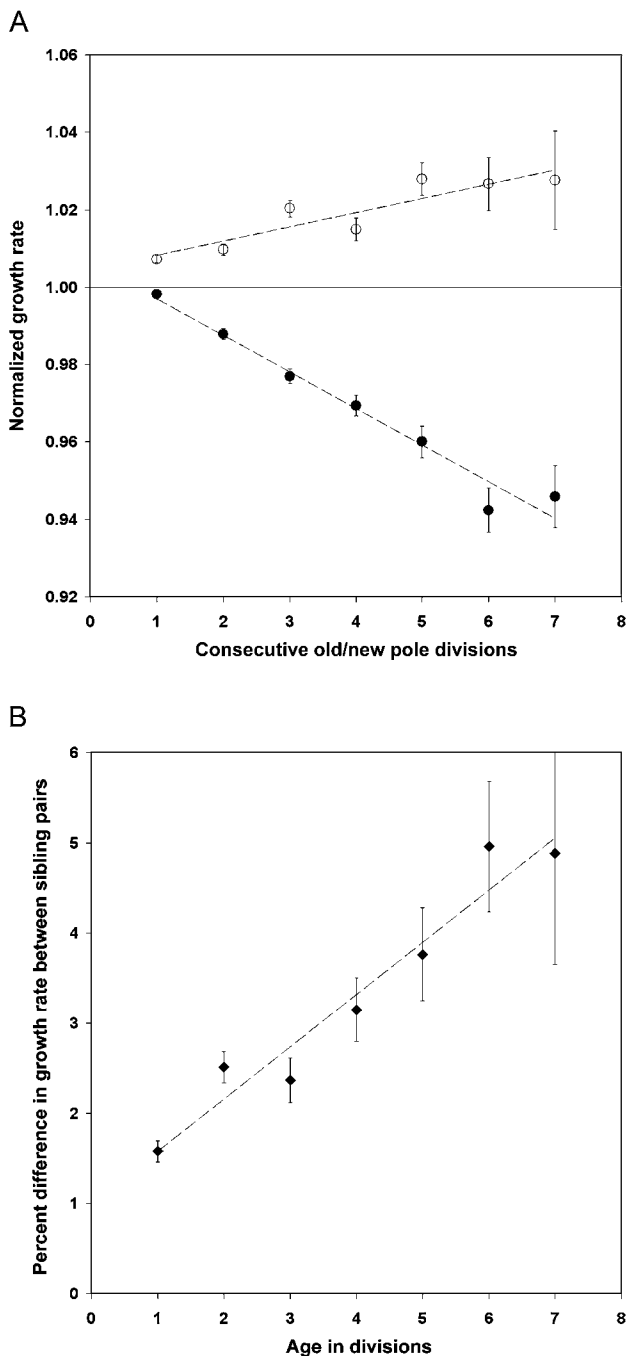 A
1.06
1.04
1.02
1.00
0.98
0.96
0.94
0.92
0 1 2 3 4 5 6 7 8
Normalized growth rate
Consecutive old/new pole divisions
B
6
5
4
3
2
1
0
0 1 2 3 4 5 6 7 8
Percent difference in growth rate between sibling pairs
Age in divisions